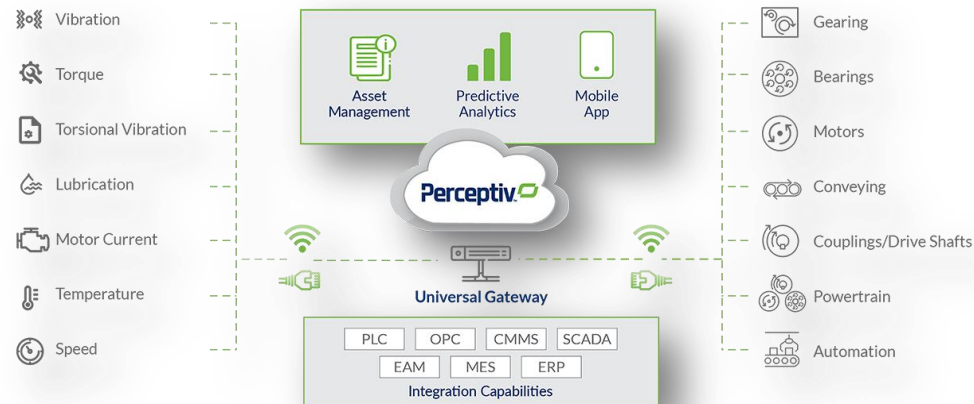 Vibration
Torque
Torsional Vibration
Lubrication
Motor Current
Temperature
Speed
Asset
Management
Predictive
Analytics
Mobile
App
Perceptiv™
Universal Gateway
PLC OPC CMMS SCADA
EAM MES ERP
Integration Capabilities
Gearing
Bearings
Motors
Conveying
Couplings/Drive Shafts
Powertrain
Automation